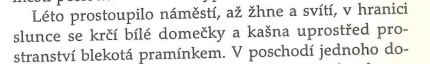 Léto prostoupilo náměstí, až žhne a svítí, v hranici
slunce se krčí bílé domečky a kašna uprostřed pro-
stranství blekotá pramínkem. V poschodí jednoho do-